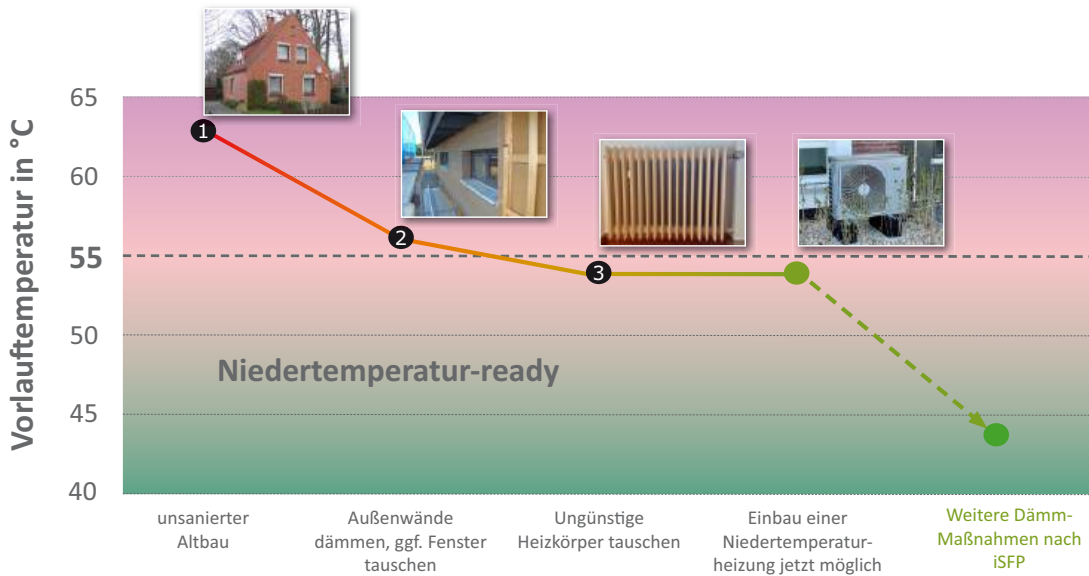 Vorlauftemperatur in °C
65
60
55
50
45
40
1
2
3
Niedertemperatur-ready
unsanierter
Altbau
Außenwände
dämmen, ggf. Fenster
tauschen
Ungünstige
Heizkörper tauschen
Einbau einer
Niedertemperatur-
heizung jetzt möglich
Weitere Dämm-
Maßnahmen nach
iSFP